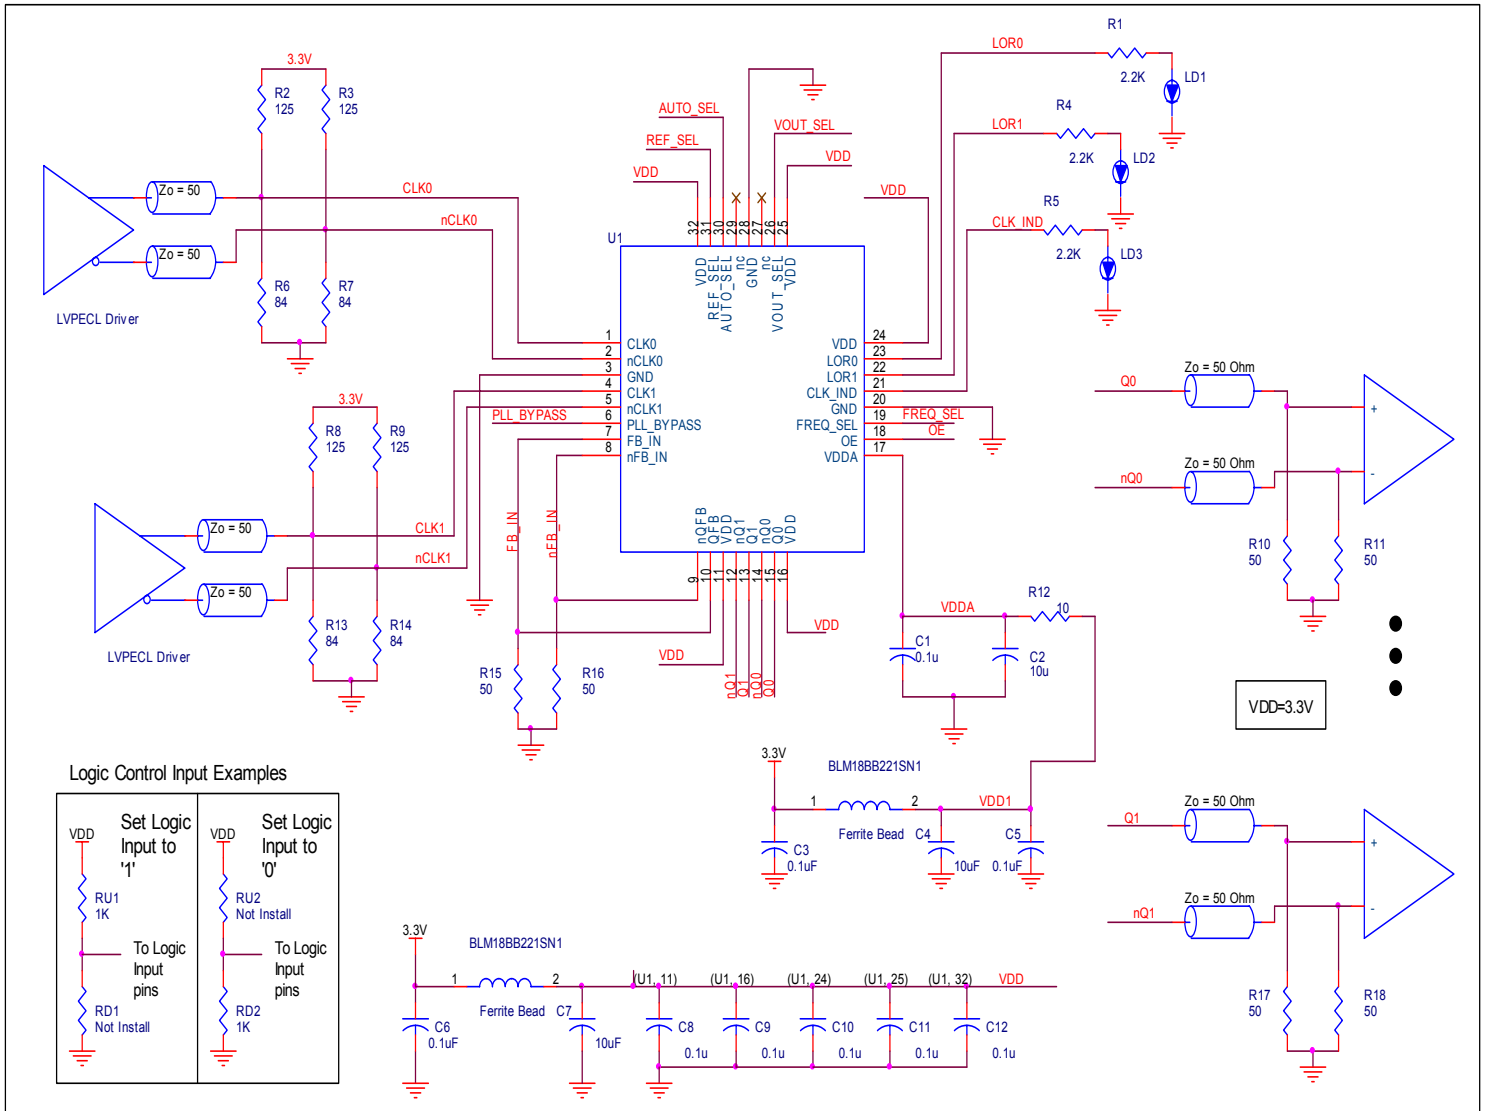 R1
LOR0
2.2K
LD1
3.3V
R2
125
R3
125
AUTO_SEL
REF_SEL
VDD
VOUT_SEL
VDD
VDD
R4
LOR1
2.2K
LD2
R5
CLK_IND
2.2K
LD3
Zo = 50
CLK0
nCLK0
Zo = 50
R6
84
R7
84
LVPECL Driver
U1
32
31
30
29
28
27
26
25
VDD
REF_SEL
AUTO_SEL
nc
GND
nc
VOUT_SEL
VDD
1
2
3
4
5
6
7
8
CLK0
nCLK0
GND
CLK1
nCLK1
PLL_BYPASS
FB_IN
nFB_IN
VDD
LOR0
LOR1
CLK_IND
GND
FREQ_SEL
OE
VDDA
24
23
22
21
20
19
18
17
FREQ_SEL
OE
PLL_BYPASS
nQFB
QFB
VDD
nQ1
Q1
nQ0
Q0
VDD
9
10
11
12
13
14
15
16
3.3V
R8
125
R9
125
Zo = 50
CLK1
nCLK1
Zo = 50
R13
84
R14
84
LVPECL Driver
FB_IN
nFB_IN
R15
50
R16
50
VDD
nQ1
Q1
nQ0
Q0
VDD
VDDA
R12
10
C1
0.1u
C2
10u
Q0
Zo = 50 Ohm
+
nQ0
Zo = 50 Ohm
-
R10
50
R11
50
VDD=3.3V
3.3V
BLM18BB221SN1
1
2
VDD1
Ferrite Bead
C3
0.1uF
C4
10uF
C5
0.1uF
Q1
Zo = 50 Ohm
+
nQ1
Zo = 50 Ohm
-
R17
50
R18
50
Logic Control Input Examples
VDD
Set Logic
Input to
'1'
RU1
1K
To Logic
Input
pins
RD1
Not Install
VDD
Set Logic
Input to
'0'
RU2
Not Install
To Logic
Input
pins
RD2
1K
3.3V
BLM18BB221SN1
1
2
(U1, 11)
(U1, 16)
(U1, 24)
(U1, 25)
(U1, 32)
VDD
Ferrite Bead
C6
0.1uF
C7
10uF
C8
0.1u
C9
0.1u
C10
0.1u
C11
0.1u
C12
0.1u